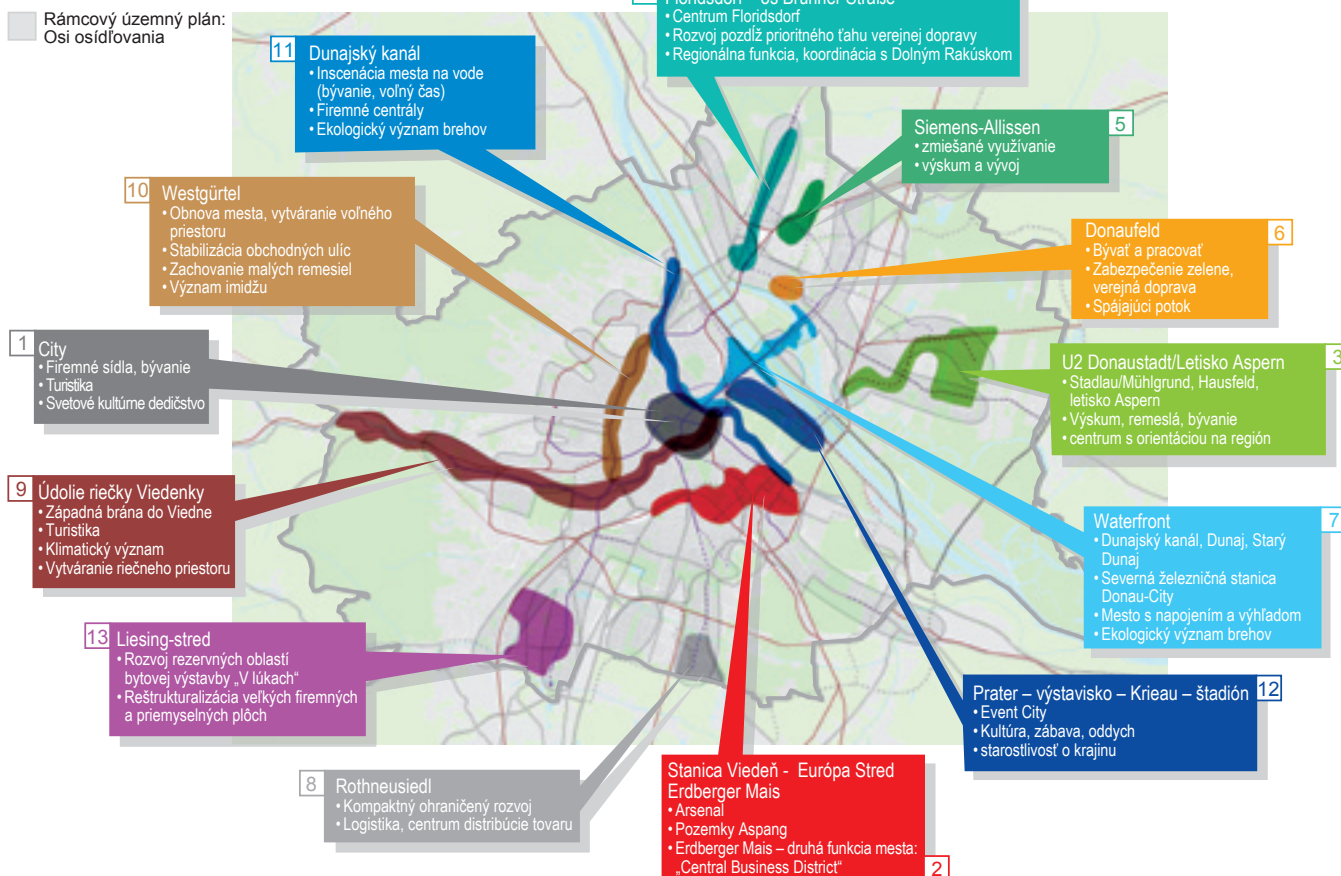 Rámcový územný plán:
Osi osídľovania
Floridsdorf – os Brünner Straße
• Centrum Floridsdorf
• Rozvoj pozdĺž prioritného ťahu verejnej dopravy
• Regionálna funkcia, koordinácia s Dolným Rakúskom
11
Dunajský kanál
• Inscenácia mesta na vode
(bývanie, voľný čas)
• Firemné centrály
• Ekologický význam brehov
Siemens-Allissen
5
• zmiešané využívanie
• výskum a vývoj
10
Westgürtel
• Obnova mesta, vytváranie voľného
priestoru
• Stabilizácia obchodných ulíc
• Zachovanie malých remesiel
• Význam imidžu
Donaufeld
6
• Bývať a pracovať
• Zabezpečenie zelene,
verejná doprava
• Spájajúci potok
1
City
• Firemné sídla, bývanie
• Turistika
• Svetové kultúrne dedičstvo
U2 Donaustadt/Letisko Aspern
3
• Stadlau/Mühlgrund, Hausfeld,
letisko Aspern
• Výskum, remeslá, bývanie
• centrum s orientáciou na región
9
Údolie riečky Viedenky
• Západná brána do Viedne
• Turistika
• Klimatický význam
• Vytváranie riečneho priestoru
Waterfront
7
• Dunajský kanál, Dunaj, Starý
Dunaj
• Severná železničná stanica
Donau-City
• Mesto s napojením a výhľadom
• Ekologický význam brehov
13
Liesing-stred
• Rozvoj rezervných oblastí
bytovej výstavby „V lúkach“
• Reštrukturalizácia veľkých firemných
a priemyselných plôch
Prater – výstavisko – Krieau – štadión
12
• Event City
• Kultúra, zábava, oddych
• starostlivosť o krajinu
8
Rothneusiedl
• Kompaktný ohraničený rozvoj
• Logistika, centrum distribúcie tovaru
Stanica Viedeň - Európa Stred
Erdberger Mais
• Arsenal
• Pozemky Aspang
• Erdberger Mais – druhá funkcia mesta:
„Central Business District“
2